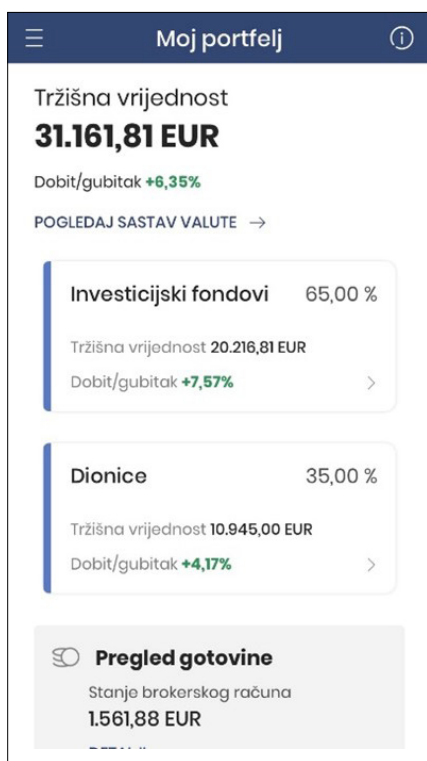 Moj portfelj
Tržišna vrijednost
31.161,81 EUR
Dobit/gubitak +6,35%
POGLEDAJ SASTAV VALUTE →
Investicijski fondovi 65,00 %
Tržišna vrijednost 20.216,81 EUR
Dobit/gubitak +7,57%
Dionice 35,00 %
Tržišna vrijednost 10.945,00 EUR
Dobit/gubitak +4,17%
Pregled gotovine
Stanje brokerskog računa
1.561,88 EUR